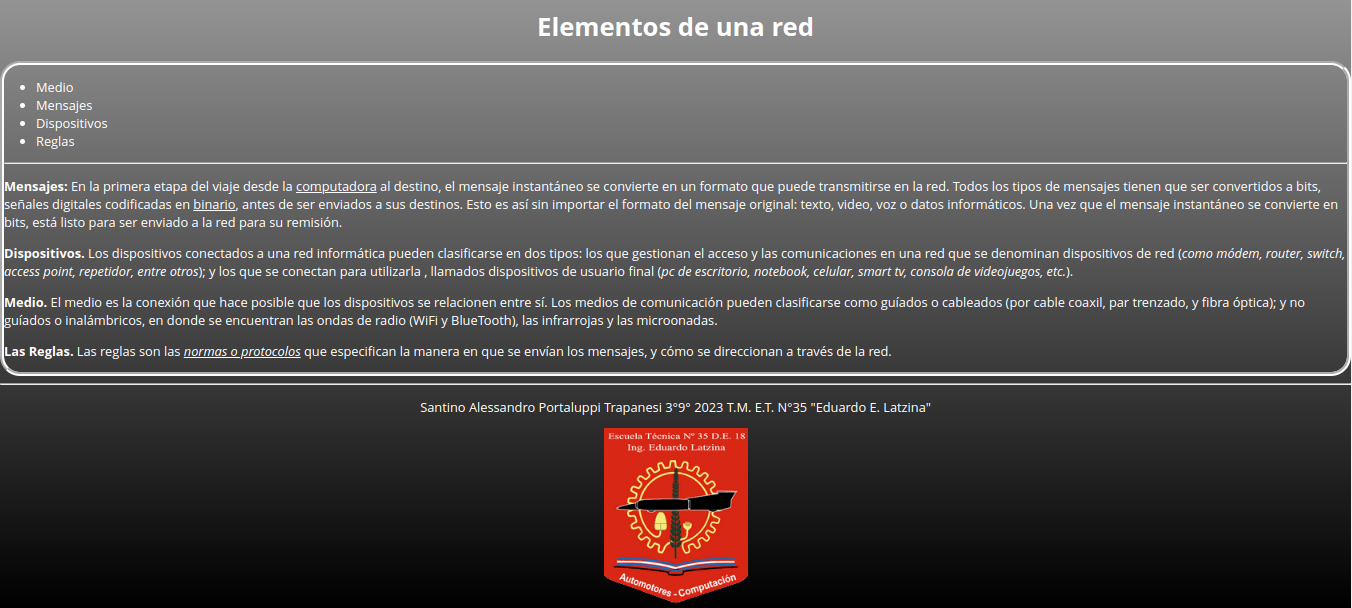 Elementos de una red
Medio
Mensajes
Dispositivos
Reglas
Mensajes: En la primera etapa del viaje desde la computadora al destino, el mensaje instantáneo se convierte en un formato que puede transmitirse en la red. Todos los tipos de mensajes tienen que ser convertidos a bits,
señales digitales codificadas en binario, antes de ser enviados a sus destinos. Esto es así sin importar el formato del mensaje original: texto, video, voz o datos informáticos. Una vez que el mensaje instantáneo se convierte en
bits, está listo para ser enviado a la red para su remisión.
Dispositivos. Los dispositivos conectados a una red informática pueden clasificarse en dos tipos: los que gestionan el acceso y las comunicaciones en una red que se denominan dispositivos de red (como módem, router, switch,
access point, repetidor, entre otros); y los que se conectan para utilizarla , llamados dispositivos de usuario final (pc de escritorio, notebook, celular, smart tv, consola de videojuegos, etc.).
Medio. El medio es la conexión que hace posible que los dispositivos se relacionen entre sí. Los medios de comunicación pueden clasificarse como guíados o cableados (por cable coaxil, par trenzado, y fibra óptica); y no
guíados o inalámbricos, en donde se encuentran las ondas de radio (WiFi y BlueTooth), las infrarrojas y las microonadas.
Las Reglas. Las reglas son las normas o protocolos que especifican la manera en que se envían los mensajes, y cómo se direccionan a través de la red.
Santino Alessandro Portaluppi Trapanesi 3°9° 2023 T.M. E.T. N°35 "Eduardo E. Latzina"
Escuela Técnica Nº 35 D.E. 18
Ing. Eduardo Latzina
Automotores - Computación